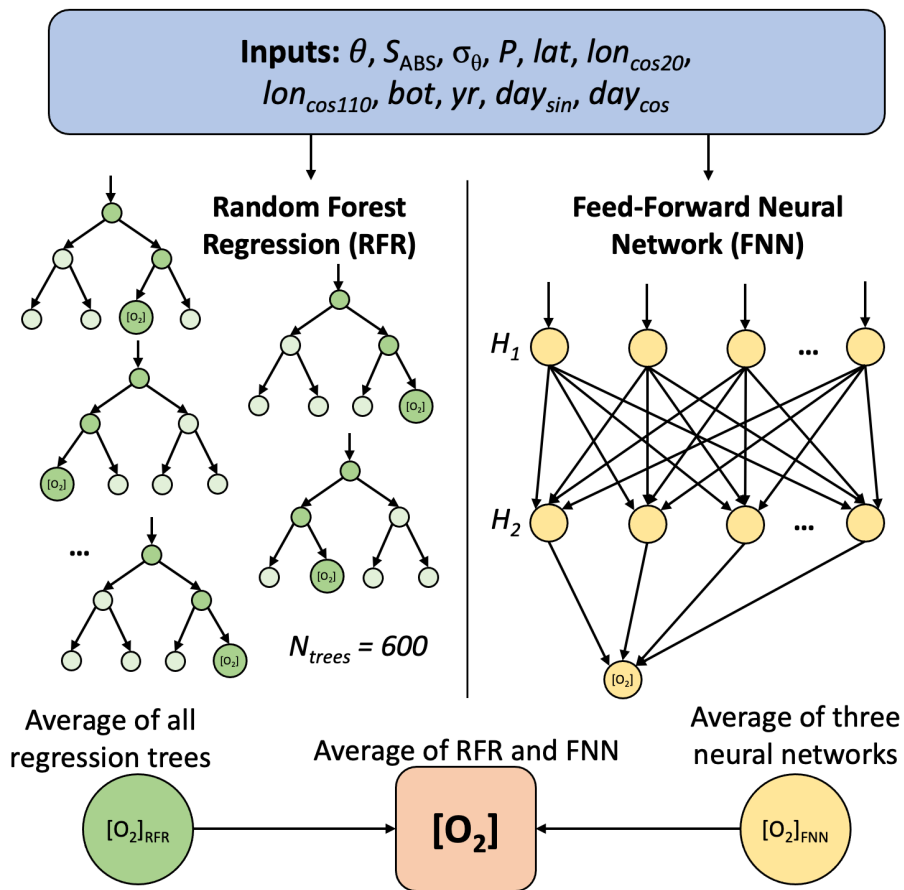 Inputs: θ, S_ABS, σ_θ, P, lat, lon_cos20,
lon_cos110, bot, yr, day_sin, day_cos
Random Forest
Regression (RFR)
[O₂]
[O₂]
[O₂]
[O₂]
...
[O₂]
N_trees = 600
Feed-Forward Neural
Network (FNN)
H₁
...
H₂
...
[O₂]
Average of all
regression trees
[O₂]_RFR
Average of RFR and FNN
[O₂]
Average of three
neural networks
[O₂]_FNN